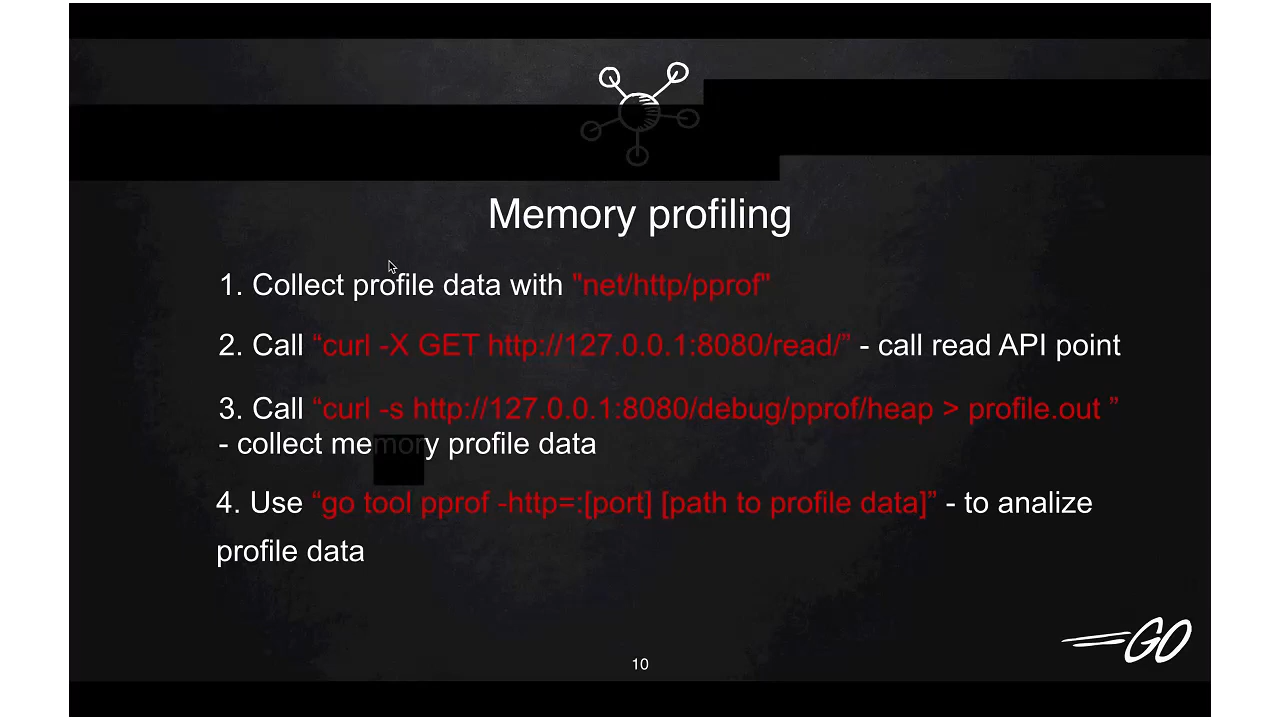 Memory profiling
1. Collect profile data with "net/http/pprof"
2. Call “curl -X GET http://127.0.0.1:8080/read/” - call read API point
3. Call “curl -s http://127.0.0.1:8080/debug/pprof/heap > profile.out ”
- collect memory profile data
4. Use “go tool pprof -http=:[port] [path to profile data]” - to analize
profile data
GO
10